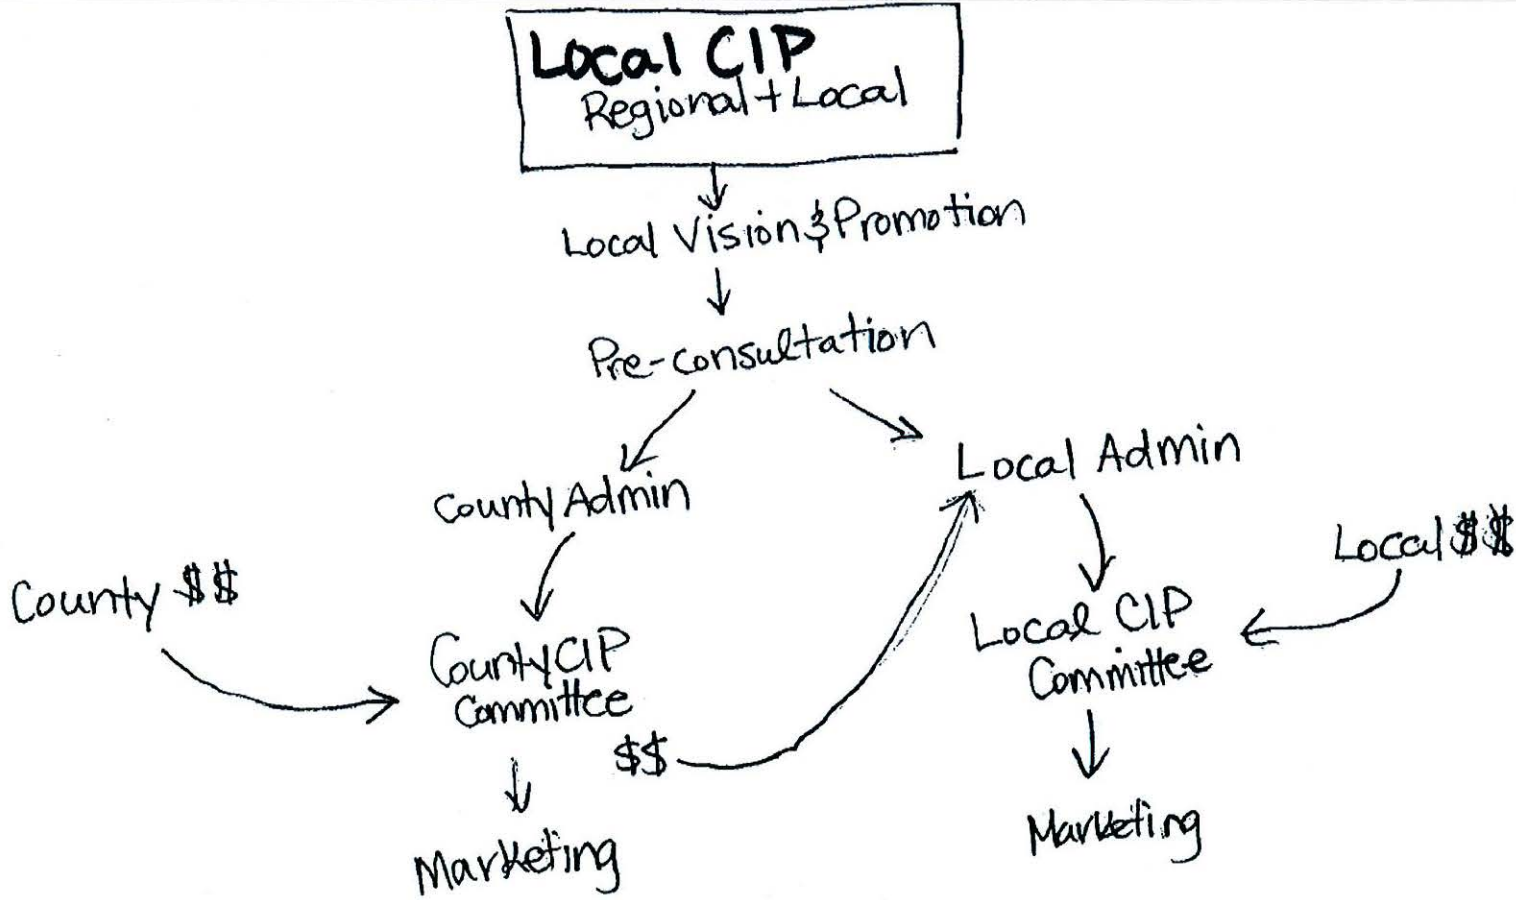 Local CIP
Regional + Local
Local Vision & Promotion
Pre-consultation
County Admin
Local Admin
County $$
Local $$
County CIP
Committee
Local CIP
Committee
$$
Marketing
Marketing